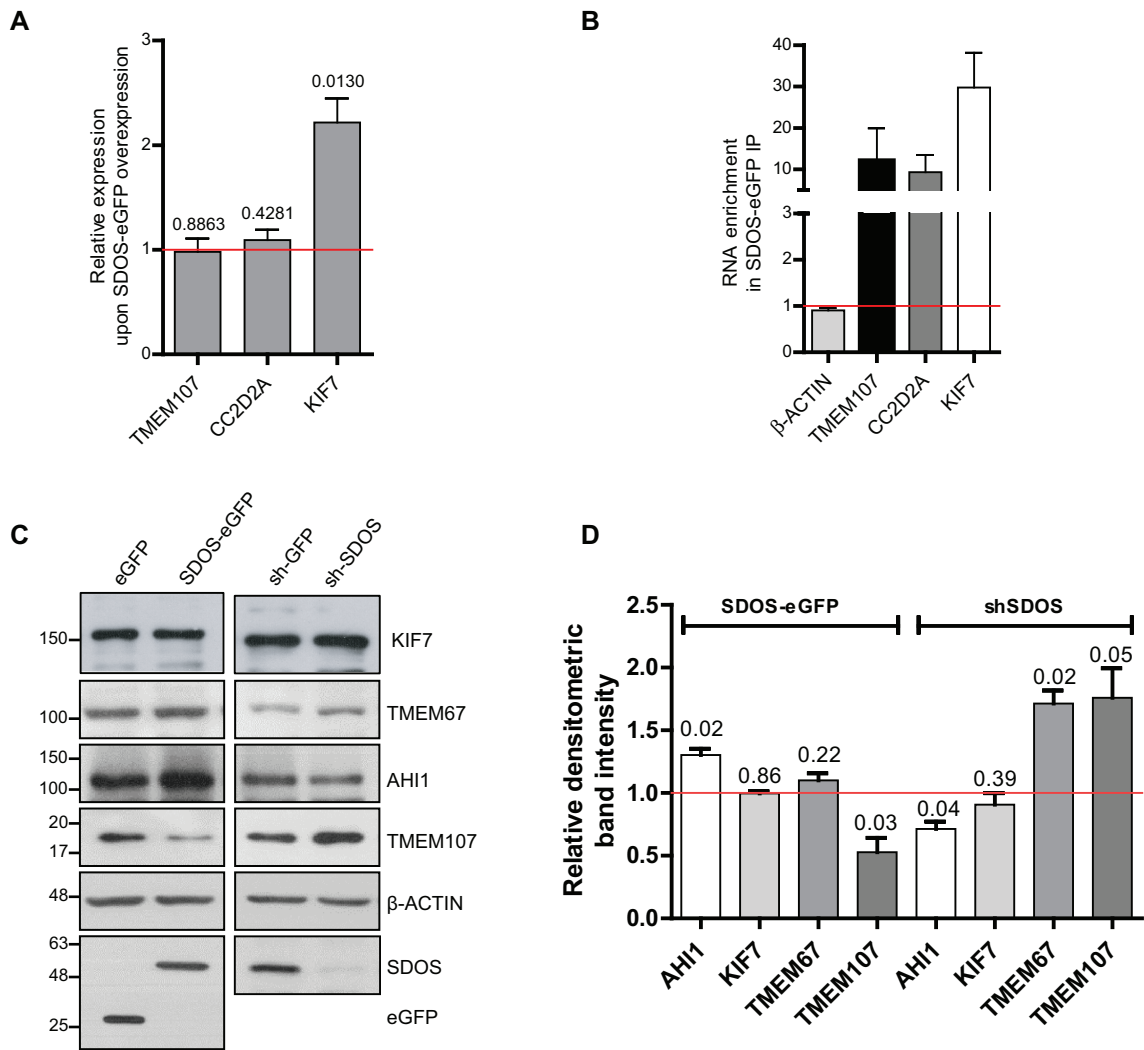 A
Relative expression
upon SDOS-eGFP overexpression
3
2
1
0
0.8863
0.4281
0.0130
TMEM107
CC2D2A
KIF7
B
RNA enrichment
in SDOS-eGFP IP
40
30
20
10
3
2
1
0
β-ACTIN
TMEM107
CC2D2A
KIF7
C
eGFP
SDOS-eGFP
sh-GFP
sh-SDOS
150
KIF7
100
TMEM67
150
100
AHI1
20
17
TMEM107
48
β-ACTIN
63
48
SDOS
25
eGFP
D
Relative densitometric
band intensity
2.5
2.0
1.5
1.0
0.5
0.0
SDOS-eGFP
shSDOS
0.02
0.86
0.22
0.03
0.04
0.39
0.02
0.05
AHI1
KIF7
TMEM67
TMEM107
AHI1
KIF7
TMEM67
TMEM107